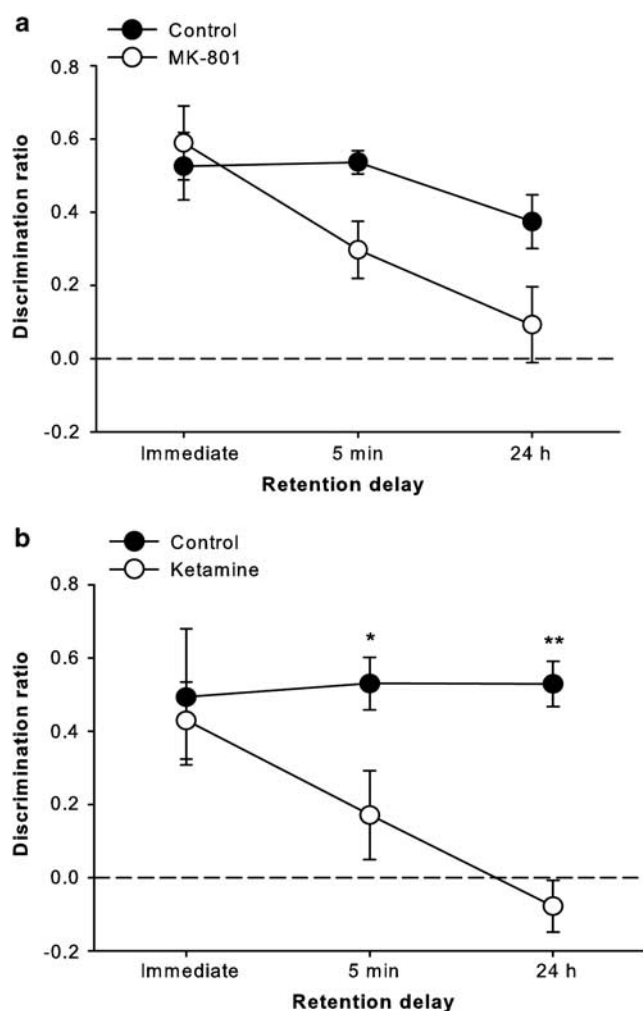 a
Control
MK-801
0.8
0.6
0.4
0.2
0.0
-0.2
Discrimination ratio
Immediate 5 min 24 h
Retention delay
b
Control
Ketamine
0.8
0.6
0.4
0.2
0.0
-0.2
Discrimination ratio
* **
Immediate 5 min 24 h
Retention delay